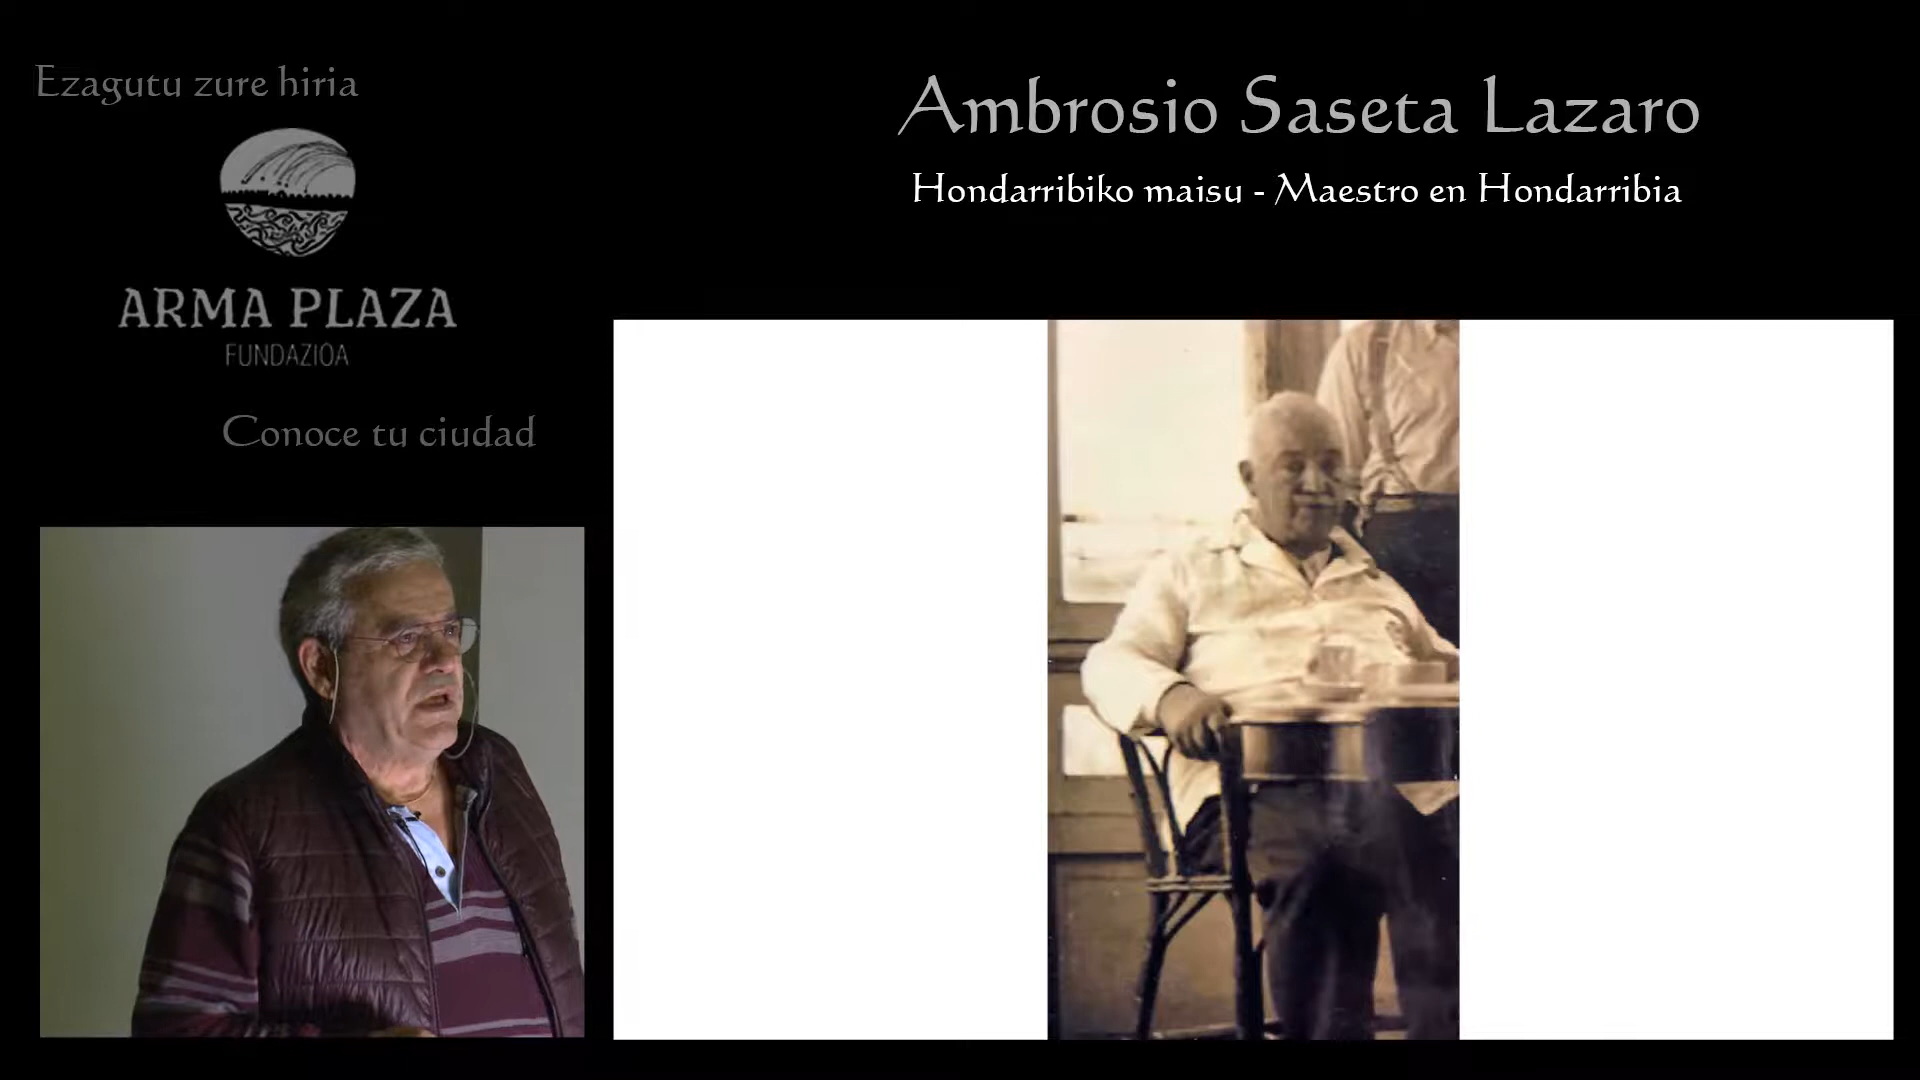 Ezagutu zure hiria
ARMA PLAZA
FUNDAZIOA
Conoce tu ciudad
Ambrosio Saseta Lazaro
Hondarribiko maisu - Maestro en Hondarribia